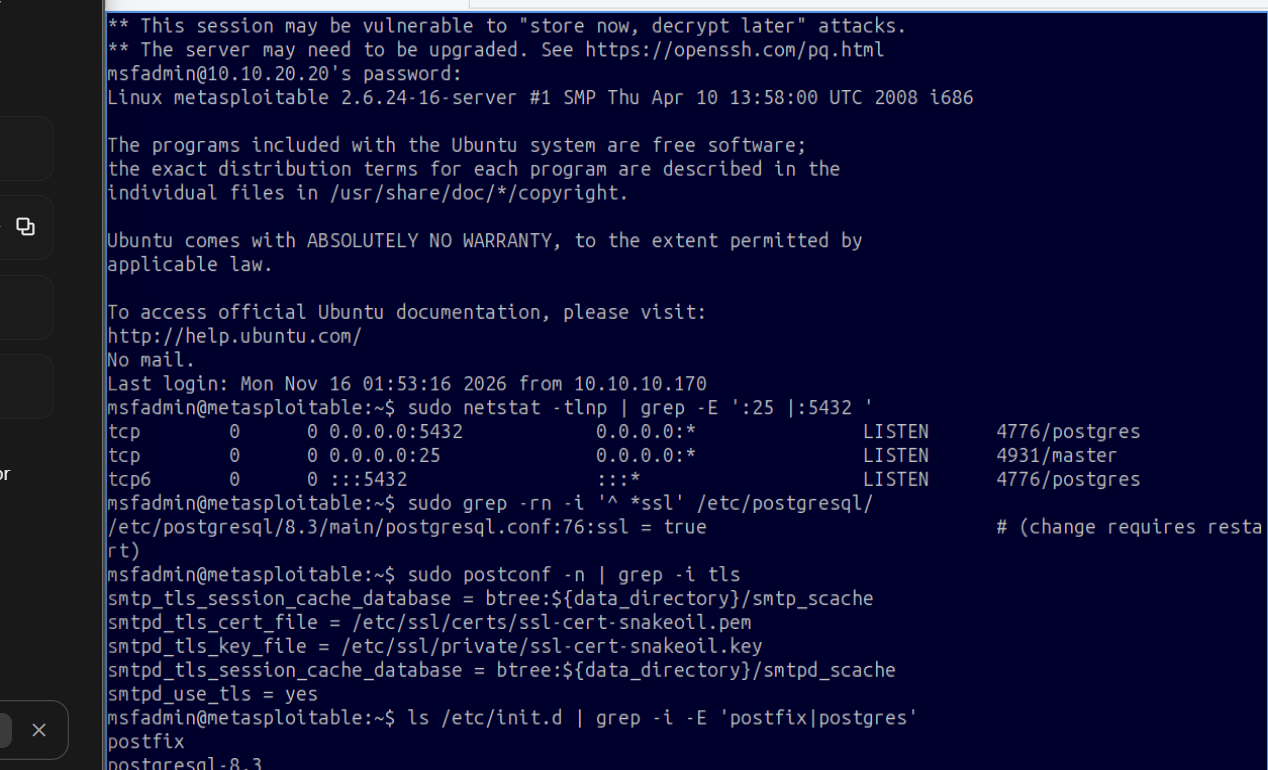 ** This session may be vulnerable to "store now, decrypt later" attacks.
** The server may need to be upgraded. See https://openssh.com/pq.html
msfadmin@10.10.20.20's password:
Linux metasploitable 2.6.24-16-server #1 SMP Thu Apr 10 13:58:00 UTC 2008 i686
The programs included with the Ubuntu system are free software;
the exact distribution terms for each program are described in the
individual files in /usr/share/doc/*/copyright.
Ubuntu comes with ABSOLUTELY NO WARRANTY, to the extent permitted by
applicable law.
To access official Ubuntu documentation, please visit:
http://help.ubuntu.com/
No mail.
Last login: Mon Nov 16 01:53:16 2026 from 10.10.10.170
msfadmin@metasploitable:~$ sudo netstat -tlnp | grep -E ':25 |:5432 '
tcp        0      0 0.0.0.0:5432            0.0.0.0:*               LISTEN      4776/postgres
tcp        0      0 0.0.0.0:25              0.0.0.0:*               LISTEN      4931/master
tcp6       0      0 :::5432                 :::*                    LISTEN      4776/postgres
msfadmin@metasploitable:~$ sudo grep -rn -i '^ *ssl' /etc/postgresql/
/etc/postgresql/8.3/main/postgresql.conf:76:ssl = true                          # (change requires resta
rt)
msfadmin@metasploitable:~$ sudo postconf -n | grep -i tls
smtp_tls_session_cache_database = btree:${data_directory}/smtp_scache
smtpd_tls_cert_file = /etc/ssl/certs/ssl-cert-snakeoil.pem
smtpd_tls_key_file = /etc/ssl/private/ssl-cert-snakeoil.key
smtpd_tls_session_cache_database = btree:${data_directory}/smtpd_scache
smtpd_use_tls = yes
msfadmin@metasploitable:~$ ls /etc/init.d | grep -i -E 'postfix|postgres'
postfix
postgresql-8.3
or